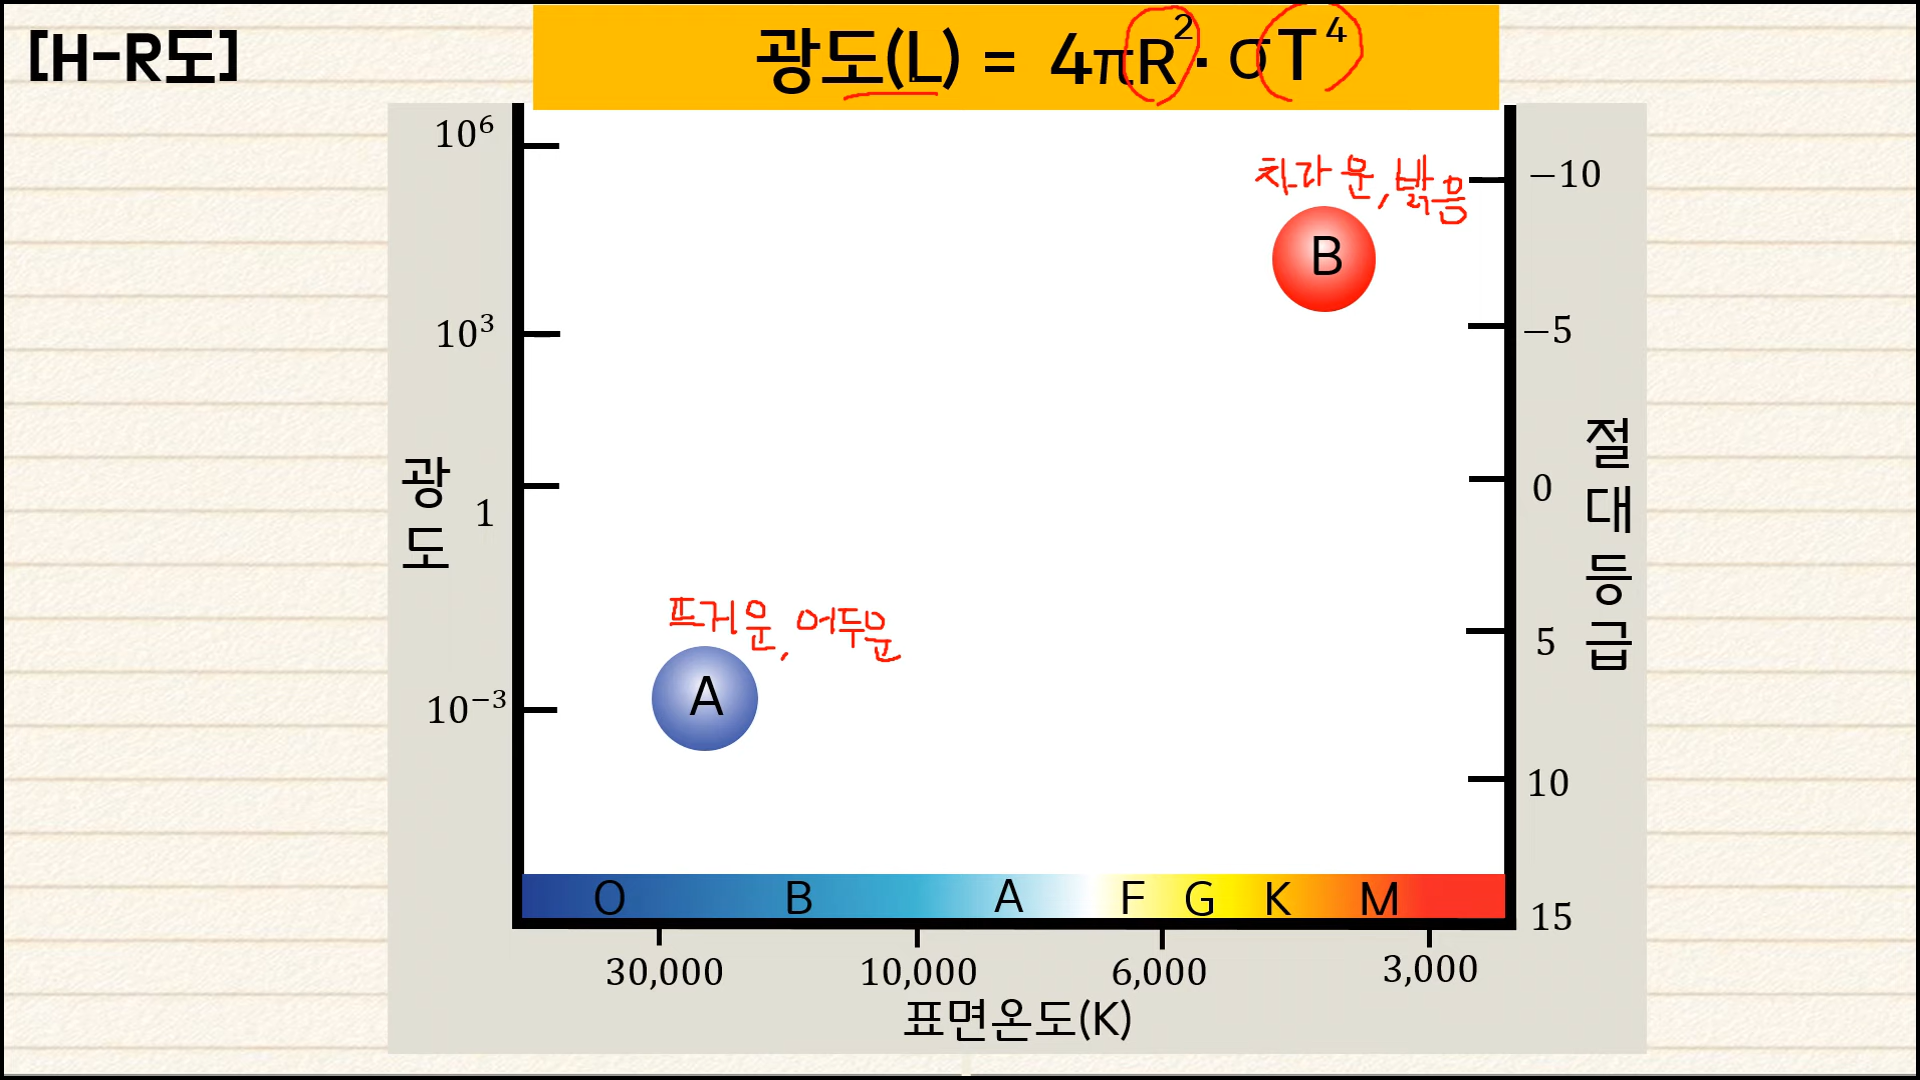 [H-R도]
광도(L) = 4πR² · σT⁴
10⁶
10³
1
10⁻³
광도
차가운, 밝음
B
뜨거운, 어두운
A
−10
−5
0
5
10
15
절대등급
O B A F G K M
30,000 10,000 6,000 3,000
표면온도(K)